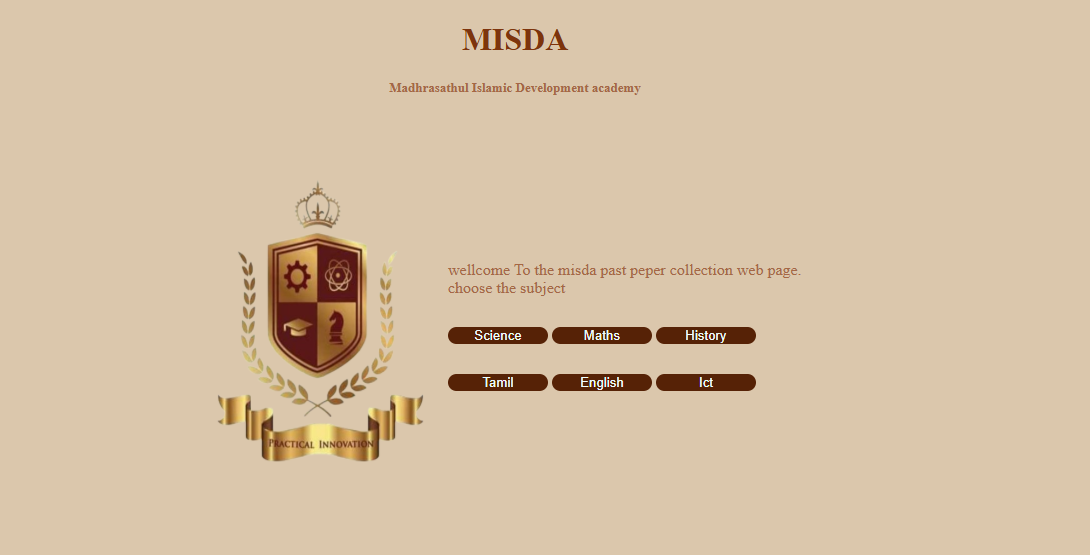 MISDA
Madhrasathul Islamic Development academy
wellcome To the misda past peper collection web page.
choose the subject
Science Maths History
Tamil English Ict
PRACTICAL INNOVATION